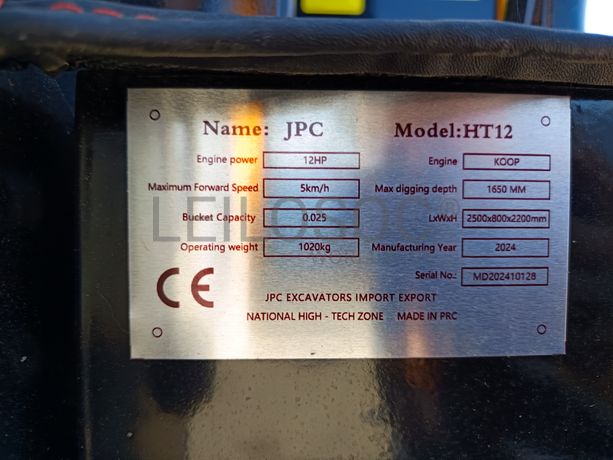 Name: JPC Model:HT12
Engine power 12HP Engine KOOP
Maximum Forward Speed 5km/h Max digging depth 1650 MM
Bucket Capacity 0.025 LxWxH 2500x800x2200mm
Operating weight 1020kg Manufacturing Year 2024
Serial No.: MD202410128
CE
JPC EXCAVATORS IMPORT EXPORT
NATIONAL HIGH - TECH ZONE MADE IN PRC